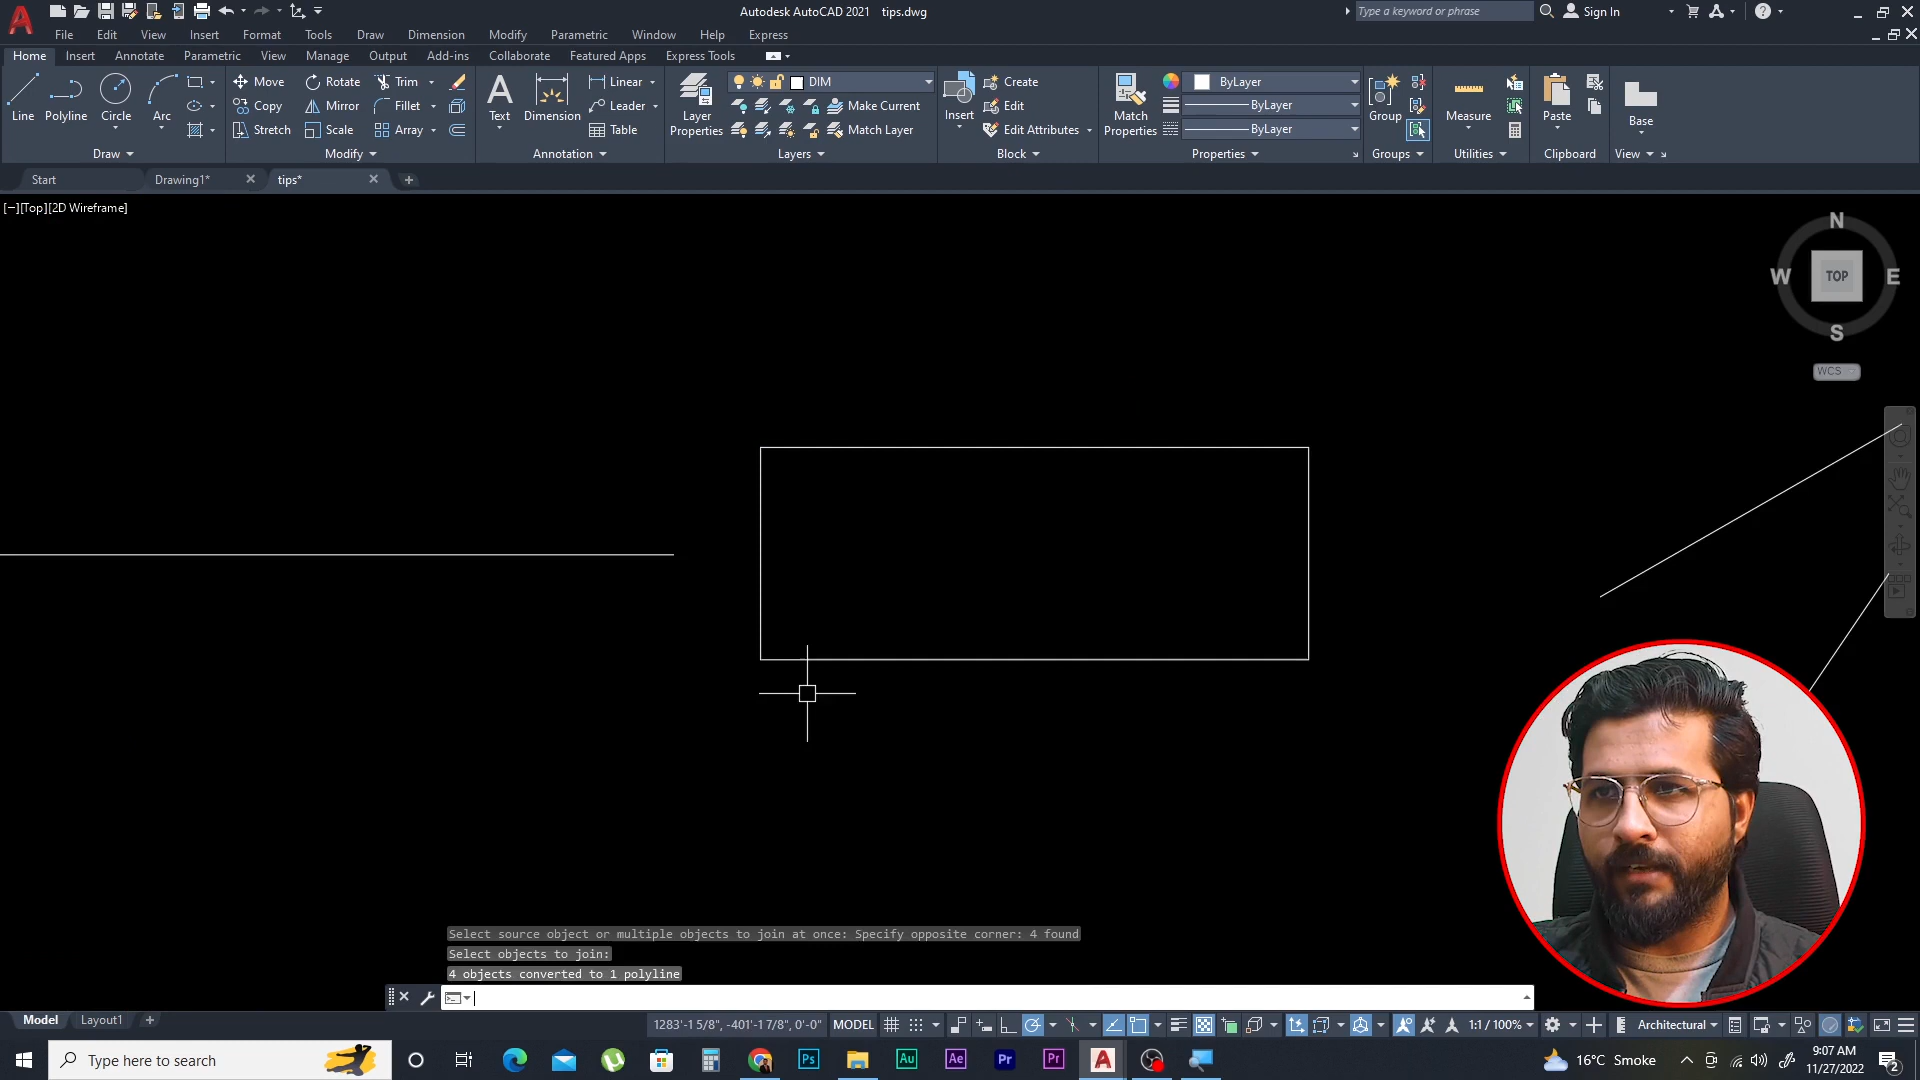 Autodesk AutoCAD 2021 tips.dwg
Type a keyword or phrase
Sign In
File Edit View Insert Format Tools Draw Dimension Modify Parametric Window Help Express
Home Insert Annotate Parametric View Manage Output Add-ins Collaborate Featured Apps Express Tools
Line Polyline Circle Arc
Move Rotate Trim
Copy Mirror Fillet
Stretch Scale Array
Text Dimension
Linear
Leader
Table
Layer Properties
DIM
Make Current
Match Layer
Insert
Create
Edit
Edit Attributes
Match Properties
ByLayer
ByLayer
ByLayer
Group
Measure
Paste
Base
Draw Modify Annotation Layers Block Properties Groups Utilities Clipboard View
Start Drawing1* tips*
[−][Top][2D Wireframe]
N
W TOP E
S
WCS
Select source object or multiple objects to join at once: Specify opposite corner: 4 found
Select objects to join:
4 objects converted to 1 polyline
Model Layout1
1283'-1 5/8", -401'-1 7/8", 0'-0" MODEL
1:1 / 100%
Architectural
Type here to search
Ps Au Ae Pr Pr A
16°C Smoke
9:07 AM
11/27/2022
2